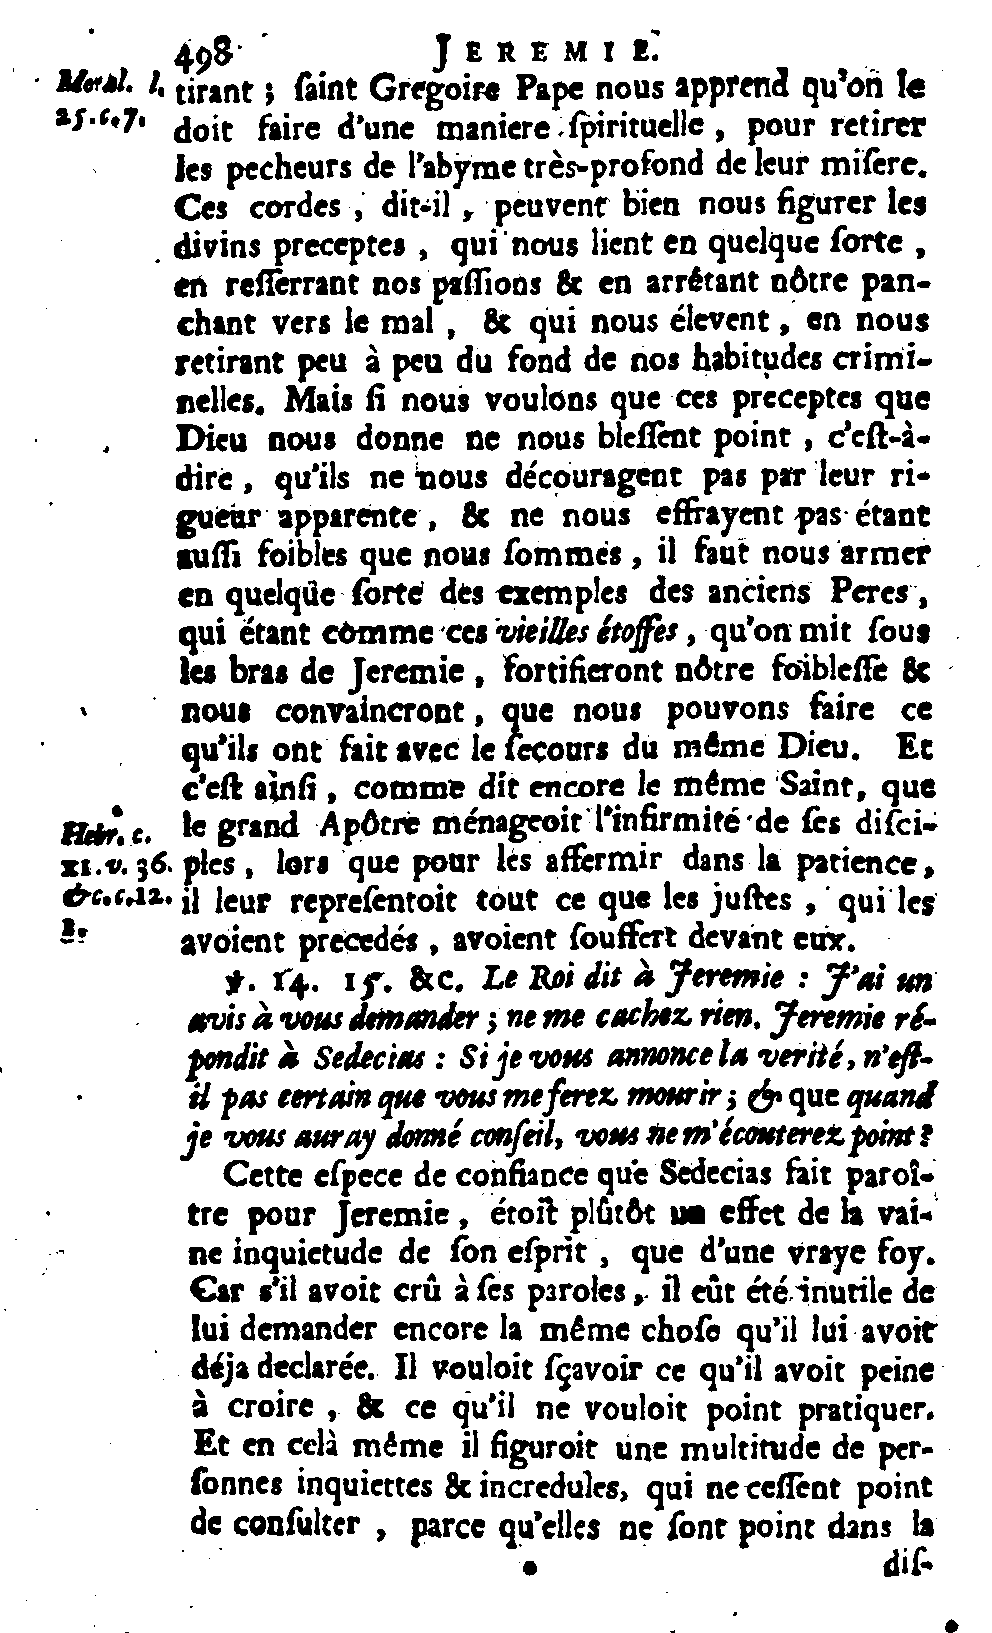 498 JEREMIE.
Moral. l.
25. c. 7.
tirant ; ſaint Gregoire Pape nous apprend qu'on le
doit faire d'une maniere ſpirituelle , pour retirer
les pecheurs de l'abyme très-profond de leur miſere.
Ces cordes , dit-il , peuvent bien nous figurer les
divins preceptes , qui nous lient en quelque ſorte ,
en reſſerrant nos paſſions & en arrêtant nôtre pan-
chant vers le mal , & qui nous élevent , en nous
retirant peu à peu du fond de nos habitudes crimi-
nelles. Mais ſi nous voulons que ces preceptes que
Dieu nous donne ne nous bleſſent point , c'eſt-à-
dire , qu'ils ne nous découragent pas par leur ri-
gueur apparente , & ne nous effrayent pas étant
auſſi foibles que nous ſommes , il faut nous armer
en quelque ſorte des exemples des anciens Peres ,
qui étant comme ces vieilles étoffes , qu'on mit ſous
les bras de Jeremie , fortifieront nôtre foibleſſe &
nous convaincront , que nous pouvons faire ce
qu'ils ont fait avec le ſecours du même Dieu. Et
c'eſt ainſi , comme dit encore le même Saint, que
le grand Apôtre ménageoit l'infirmité de ſes diſci-
ples , lors que pour les affermir dans la patience ,
il leur repreſentoit tout ce que les juſtes , qui les
avoient precedés , avoient ſouffert devant eux.
Hebr. c.
XI. v. 36.
&c. c. 12.
1.
℣. 14. 15. &c. Le Roi dit à Jeremie : J'ai un
avis à vous demander ; ne me cachez rien. Jeremie ré-
pondit à Sedecias : Si je vous annonce la verité, n'eſt-
il pas certain que vous me ferez mourir ; & que quand
je vous auray donné conſeil, vous ne m'écouterez point ?
Cette eſpece de confiance que Sedecias fait paroî-
tre pour Jeremie , étoit plûtôt un effet de la vai-
ne inquietude de ſon eſprit , que d'une vraye foy.
Car s'il avoit crû à ſes paroles , il eût été inutile de
lui demander encore la même choſe qu'il lui avoit
déja declarée. Il vouloit ſçavoir ce qu'il avoit peine
à croire , & ce qu'il ne vouloit point pratiquer.
Et en celà même il figuroit une multitude de per-
ſonnes inquiettes & incredules, qui ne ceſſent point
de conſulter , parce qu'elles ne ſont point dans la
diſ-